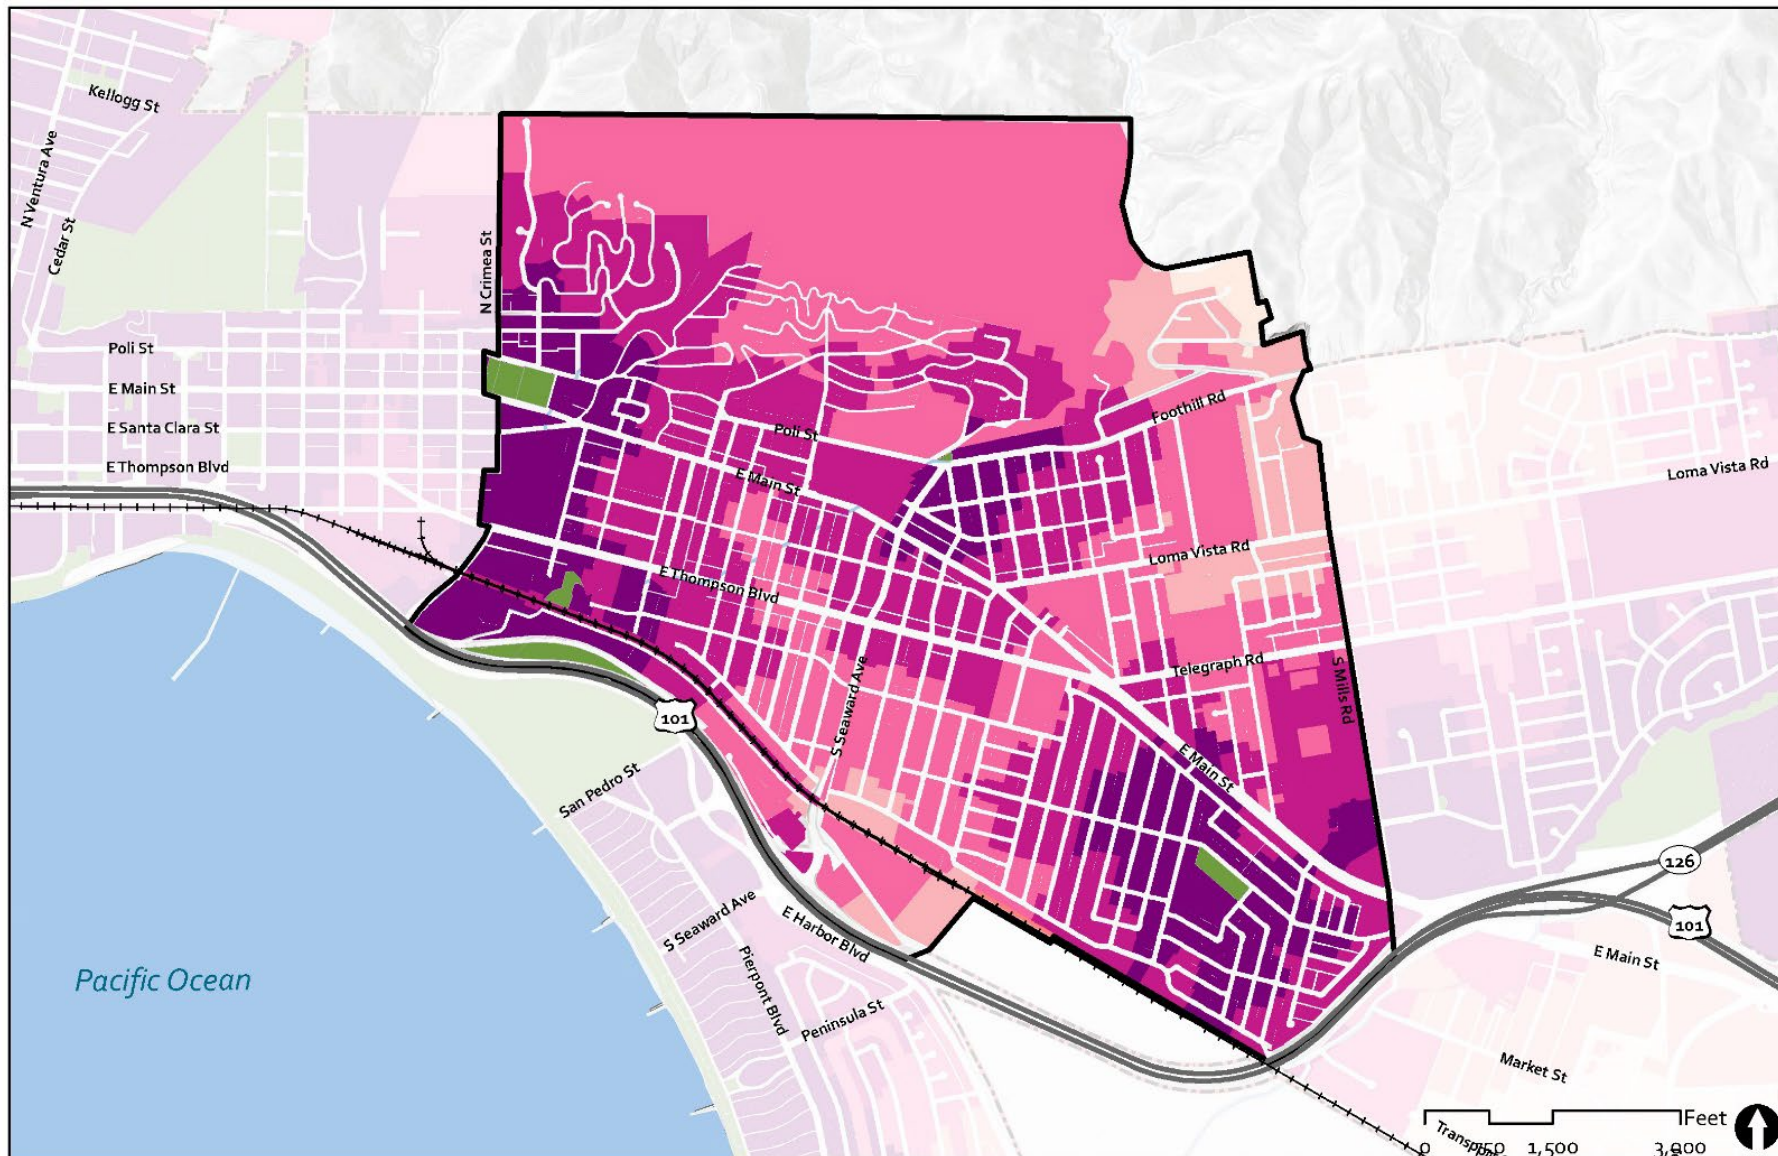 Kellogg St
N Ventura Ave
Cedar St
N Crimea St
Poli St
E Main St
E Santa Clara St
E Thompson Blvd
Poli St
E Main St
Foothill Rd
Loma Vista Rd
Loma Vista Rd
E Thompson Blvd
Telegraph Rd
S Mills Rd
S Seaward Ave
101
E Main St
San Pedro St
126
101
S Seaward Ave
E Harbor Blvd
E Main St
Pierpont Blvd
Peninsula St
Pacific Ocean
Market St
Feet
0 750 1,500 3,000